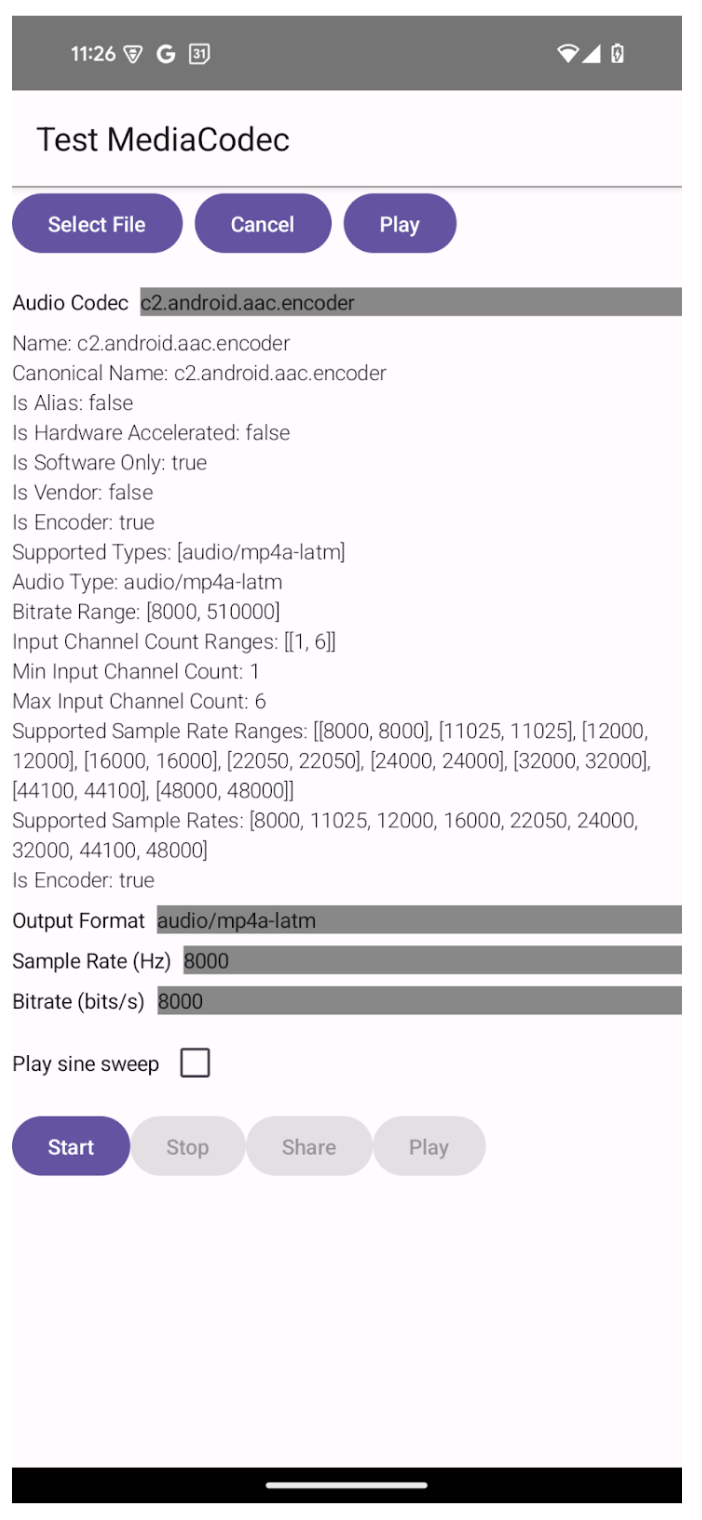 11:26 G 31
Test MediaCodec
Select File Cancel Play
Audio Codec c2.android.aac.encoder
Name: c2.android.aac.encoder
Canonical Name: c2.android.aac.encoder
Is Alias: false
Is Hardware Accelerated: false
Is Software Only: true
Is Vendor: false
Is Encoder: true
Supported Types: [audio/mp4a-latm]
Audio Type: audio/mp4a-latm
Bitrate Range: [8000, 510000]
Input Channel Count Ranges: [[1, 6]]
Min Input Channel Count: 1
Max Input Channel Count: 6
Supported Sample Rate Ranges: [[8000, 8000], [11025, 11025], [12000,
12000], [16000, 16000], [22050, 22050], [24000, 24000], [32000, 32000],
[44100, 44100], [48000, 48000]]
Supported Sample Rates: [8000, 11025, 12000, 16000, 22050, 24000,
32000, 44100, 48000]
Is Encoder: true
Output Format audio/mp4a-latm
Sample Rate (Hz) 8000
Bitrate (bits/s) 8000
Play sine sweep
Start Stop Share Play